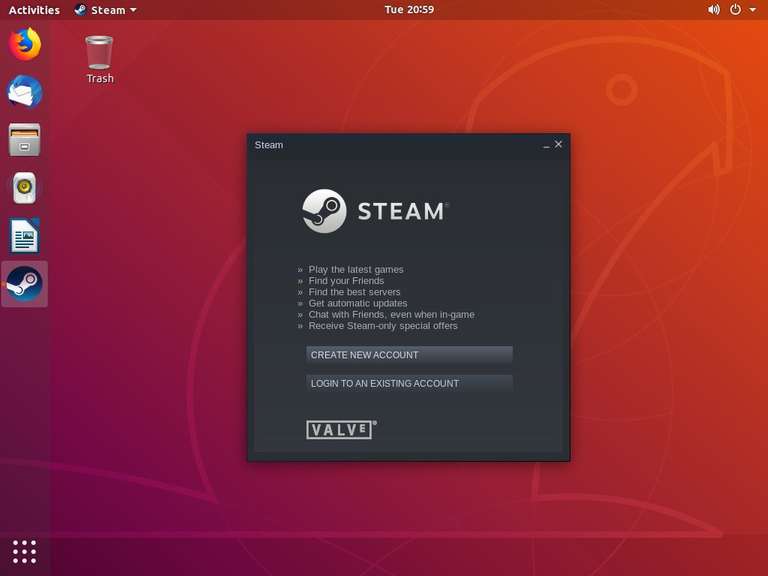 Activities
Steam
Tue 20:59
Trash
Steam
STEAM®
» Play the latest games
» Find your Friends
» Find the best servers
» Get automatic updates
» Chat with Friends, even when in-game
» Receive Steam-only special offers
CREATE NEW ACCOUNT
LOGIN TO AN EXISTING ACCOUNT
VALVE®